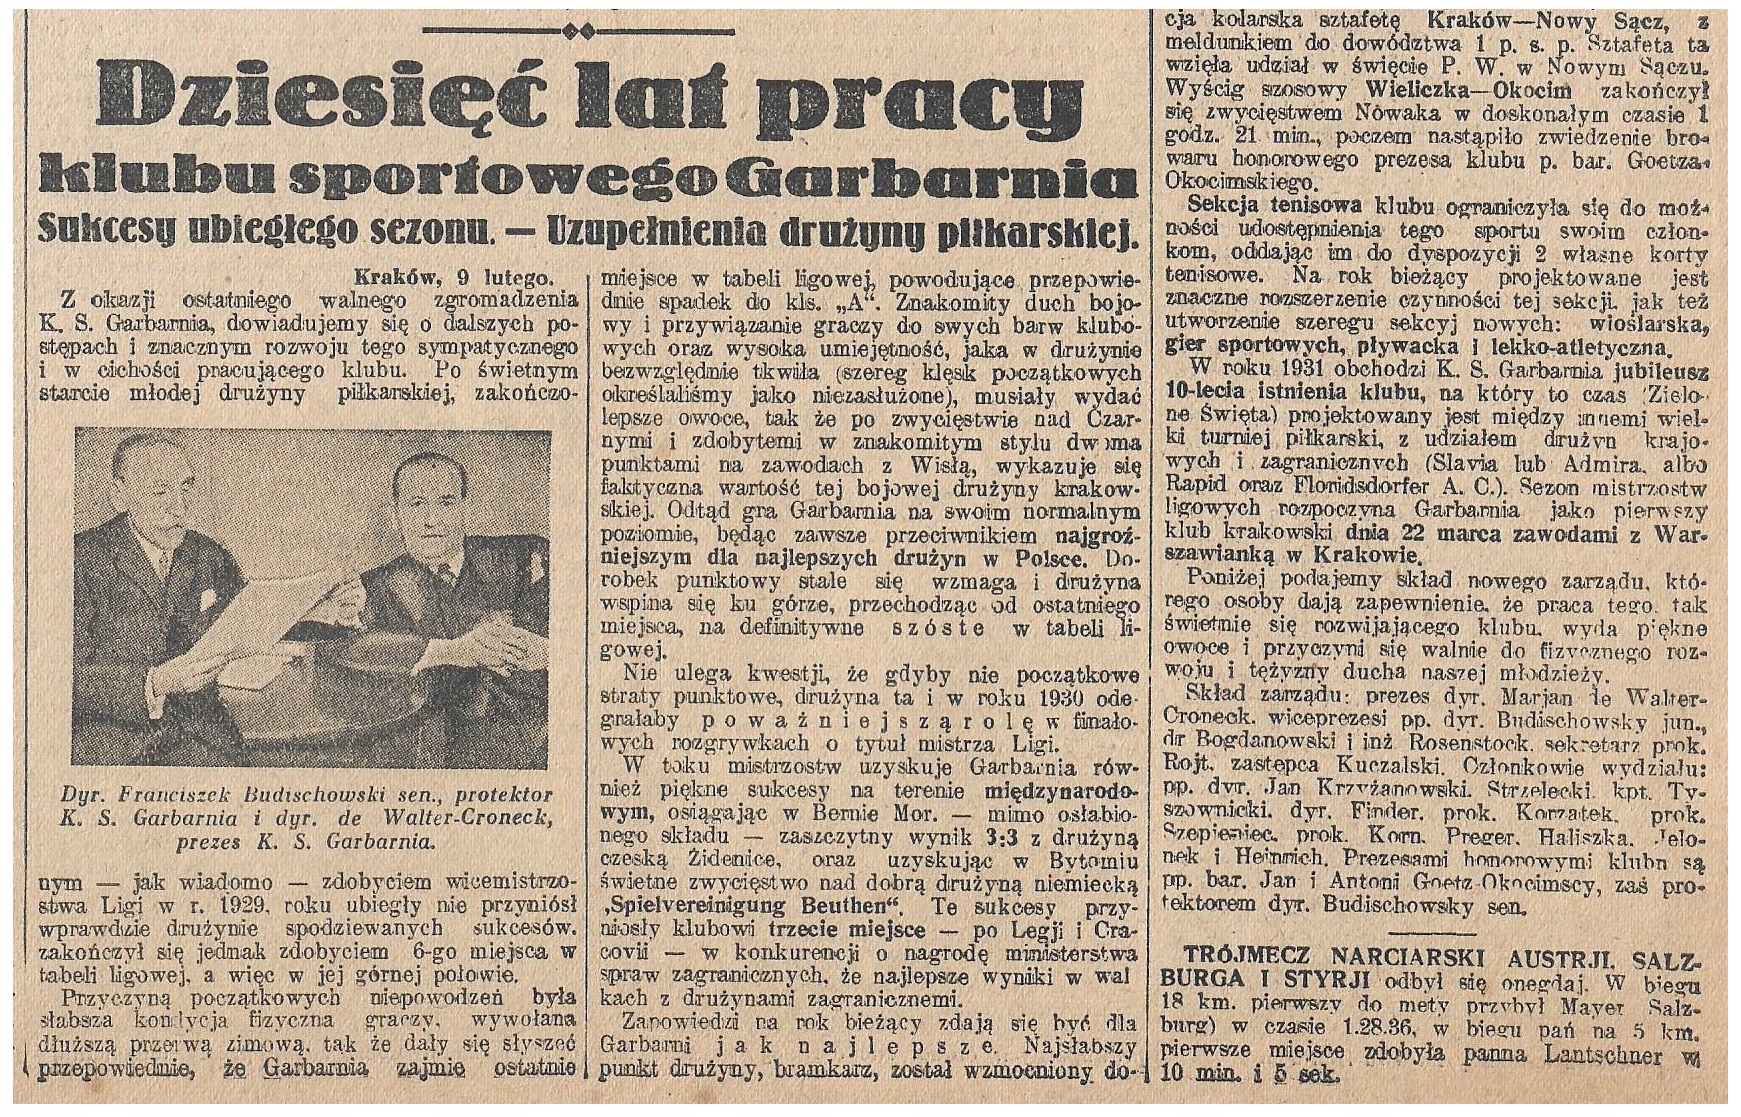 Dziesięć lat pracy
klubu sportowego Garbarnia
Sukcesy ubiegłego sezonu. — Uzupełnienia drużyny piłkarskiej.
Kraków, 9 lutego.
Z okazji ostatniego walnego zgromadzenia
K. S. Garbarnia, dowiadujemy się o dalszych po-
stępach i znacznym rozwoju tego sympatycznego
i w cichości pracującego klubu. Po świetnym
starcie młodej drużyny piłkarskiej, zakończo-
Dyr. Franciszek Budischowski sen., protektor
K. S. Garbarnia i dyr. de Walter-Croneck,
prezes K. S. Garbarnia.
nym — jak wiadomo — zdobyciem wicemistrzo-
stwa Ligi w r. 1929, roku ubiegły nie przyniósł
wprawdzie drużynie spodziewanych sukcesów,
zakończył się jednak zdobyciem 6-go miejsca w
tabeli ligowej, a więc w jej górnej połowie.
Przyczyną początkowych niepowodzeń była
słabsza kondycja fizyczna graczy, wywołana
dłuższą przerwą zimową, tak że dały się słyszeć
przepowiednie, że Garbarnia zajmie ostatnie
miejsce w tabeli ligowej, powodujące przepowie-
dnie spadek do kls. „A“. Znakomity duch bojo-
wy i przywiązanie graczy do swych barw klubo-
wych oraz wysoka umiejętność, jaka w drużynie
bezwzględnie tkwiła (szereg klęsk początkowych
określaliśmy jako niezasłużone), musiały wydać
lepsze owoce, tak że po zwycięstwie nad Czar-
nymi i zdobytemi w znakomitym stylu dwoma
punktami na zawodach z Wisłą, wykazuje się
faktyczna wartość tej bojowej drużyny krakow-
skiej. Odtąd gra Garbarnia na swoim normalnym
poziomie, będąc zawsze przeciwnikiem najgroź-
niejszym dla najlepszych drużyn w Polsce. Do-
robek punktowy stale się wzmaga i drużyna
wspina się ku górze, przechodząc od ostatniego
miejsca, na definitywne szóste w tabeli li-
gowej.
Nie ulega kwestji, że gdyby nie początkowe
straty punktowe, drużyna ta i w roku 1930 ode-
grałaby poważniejszą rolę w finało-
wych rozgrywkach o tytuł mistrza Ligi.
W toku mistrzostw uzyskuje Garbarnia rów-
nież piękne sukcesy na terenie międzynarodo-
wym, osiągając w Bernie Mor. — mimo osłabio-
nego składu — zaszczytny wynik 3:3 z drużyną
czeską Židenice, oraz uzyskując w Bytomiu
świetne zwycięstwo nad dobrą drużyną niemiecką
„Spielvereinigung Beuthen“. Te sukcesy przy-
niosły klubowi trzecie miejsce — po Legji i Cra-
covii — w konkurencji o nagrodę ministerstwa
spraw zagranicznych, że najlepsze wyniki w wal
kach z drużynami zagranicznemi.
Zapowiedzi na rok bieżący zdają się być dla
Garbarni jak najlepsze. Najsłabszy
punkt drużyny, bramkarz, został wzmocniony do-
cja kolarska sztafetę Kraków—Nowy Sącz, z
meldunkiem do dowództwa 1 p. s. p. Sztafeta ta
wzięła udział w święcie P. W. w Nowym Sączu.
Wyścig szosowy Wieliczka—Okocim zakończył
się zwycięstwem Nowaka w doskonałym czasie 1
godz. 21 min., poczem nastąpiło zwiedzenie bro-
waru honorowego prezesa klubu p. bar. Goetza-
Okocimskiego.
Sekcja tenisowa klubu ograniczyła się do moż-
ności udostępnienia tego sportu swoim człon-
kom, oddając im do dyspozycji 2 własne korty
tenisowe. Na rok bieżący projektowane jest
znaczne rozszerzenie czynności tej sekcji, jak też
utworzenie szeregu sekcyj nowych: wioślarska,
gier sportowych, pływacka i lekko-atletyczna.
W roku 1931 obchodzi K. S. Garbarnia jubileusz
10-lecia istnienia klubu, na który to czas (Zielo-
ne Święta) projektowany jest między innemi wiel-
ki turniej piłkarski, z udziałem drużyn krajo-
wych i zagranicznych (Slavia lub Admira, albo
Rapid oraz Floridsdorfer A. C.). Sezon mistrzostw
ligowych rozpoczyna Garbarnia jako pierwszy
klub krakowski dnia 22 marca zawodami z War-
szawianką w Krakowie.
Poniżej podajemy skład nowego zarządu, któ-
rego osoby dają zapewnienie, że praca tego, tak
świetnie się rozwijającego klubu, wyda piękne
owoce i przyczyni się walnie do fizycznego roz-
woju i tężyzny ducha naszej młodzieży.
Skład zarządu: prezes dyr. Marjan de Walter-
Croneck, wiceprezesi pp. dyr. Budischowsky jun.,
dr Bogdanowski i inż. Rosenstock, sekretarz prok.
Rojt, zastępca Kuczalski. Członkowie wydziału:
pp. dyr. Jan Krzyżanowski, Strzelecki, kpt. Ty-
szownicki, dyr. Finder, prok. Korzatek, prok.
Szepieniec, prok. Korn, Preger, Haliszka, Jelo-
nek i Heinrich. Prezesami honorowymi klubu są
pp. bar. Jan i Antoni Goetz-Okocimscy, zaś pro-
tektorem dyr. Budischowsky sen.
TRÓJMECZ NARCIARSKI AUSTRJI, SALZ-
BURGA I STYRJI odbył się onegdaj. W biegu
18 km. pierwszy do mety przybył Mayer Salz-
burg) w czasie 1.28.36, w biegu pań na 5 km.
pierwsze miejsce zdobyła panna Lantschner w
10 min. i 5 sek.